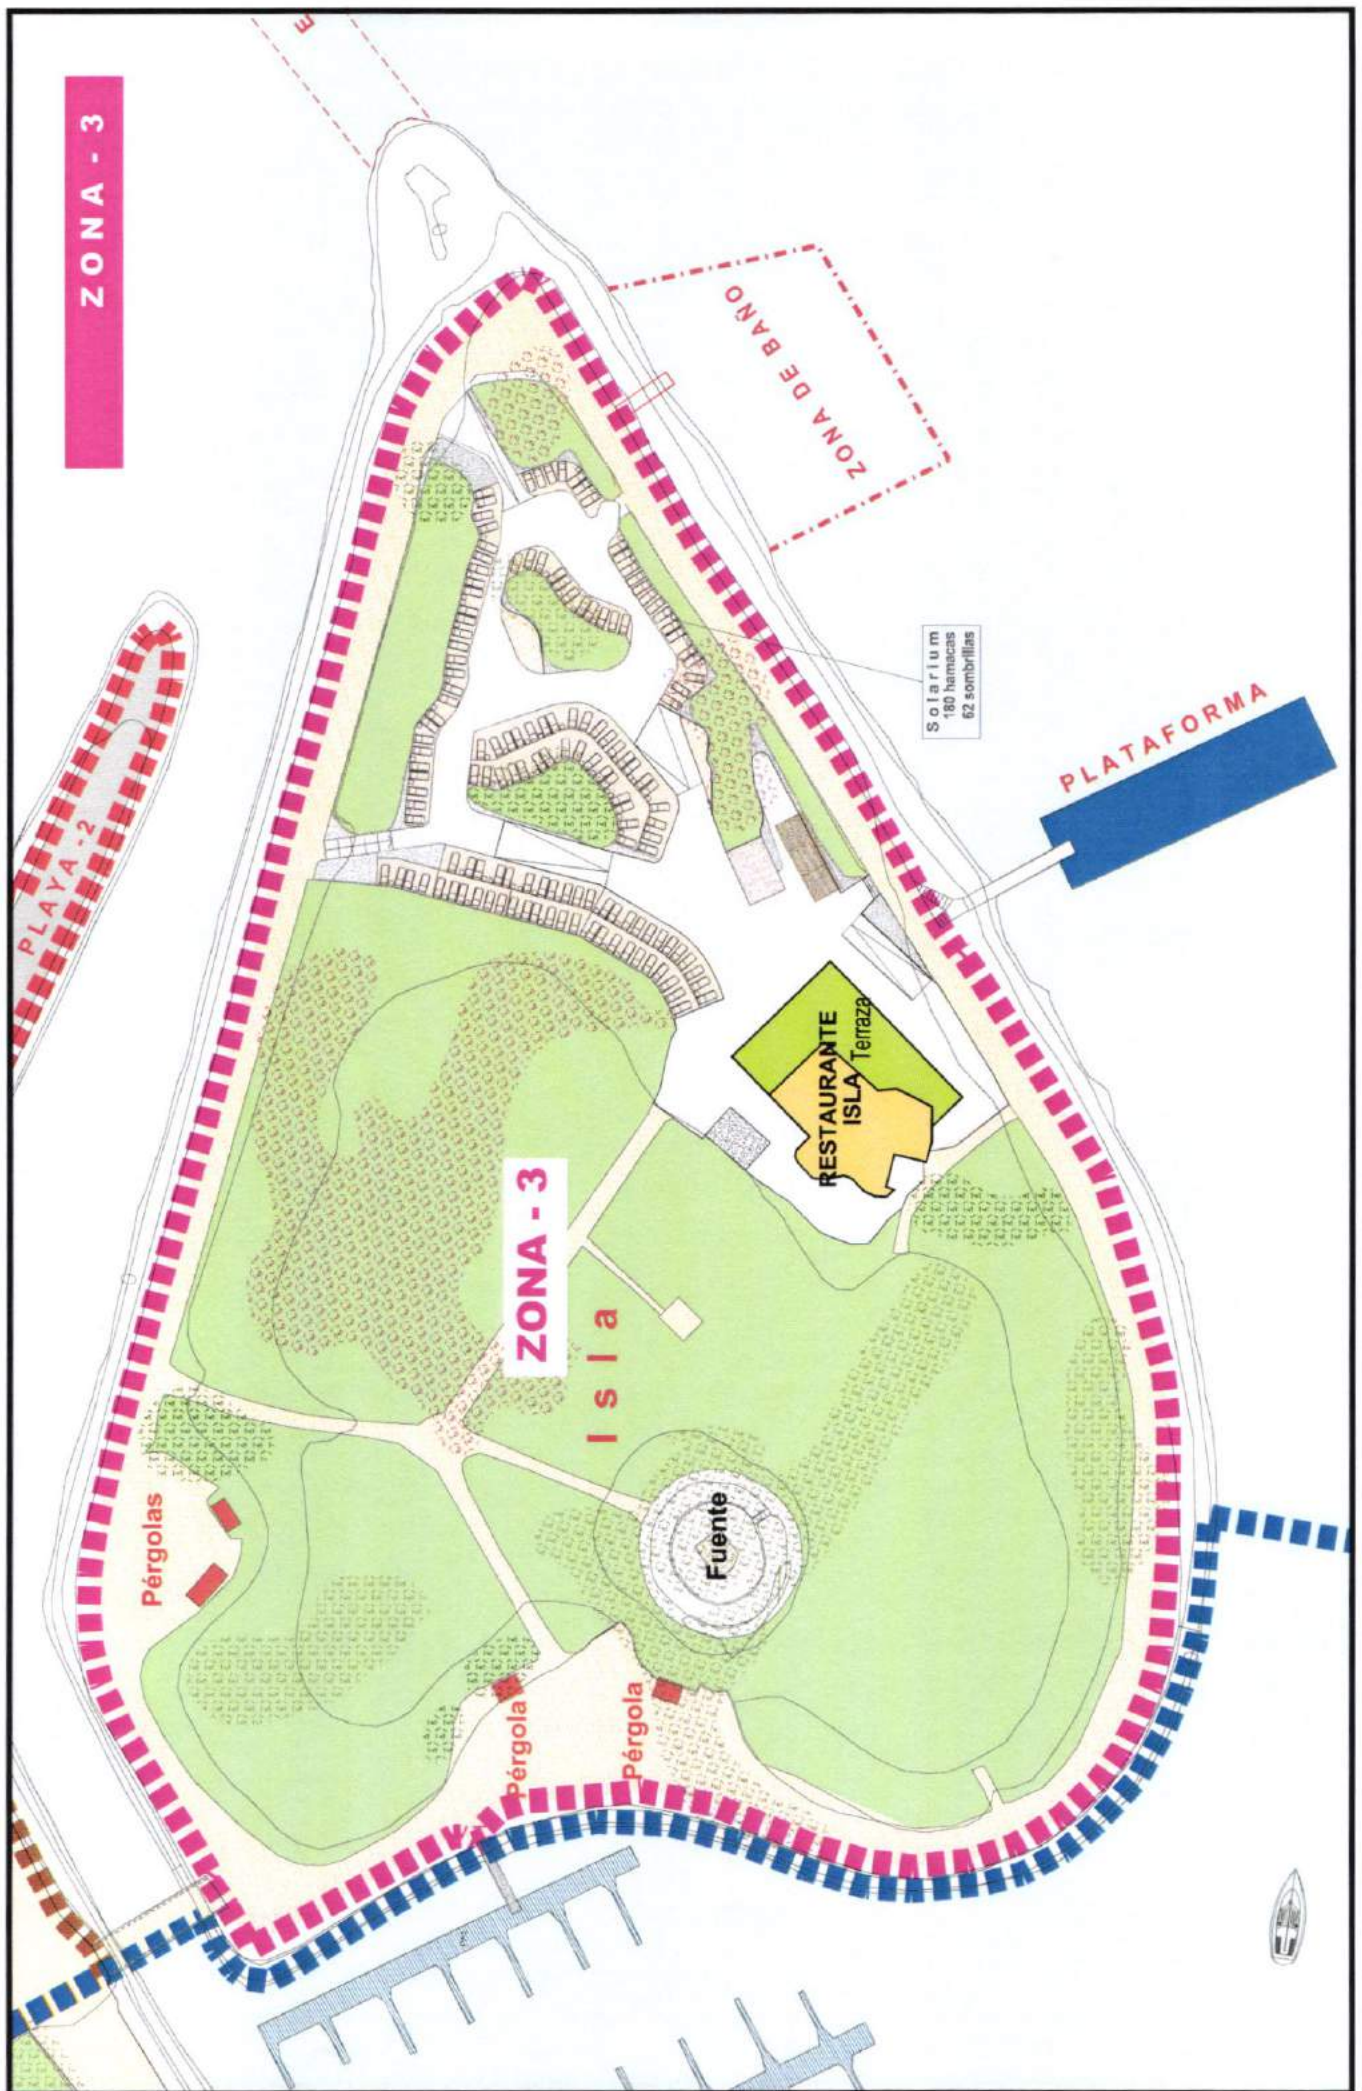 ZONA - 3
E
PLAYA - 2
ZONA DE BAÑO
Solarium
180 hamacas
62 sombrillas
PLATAFORMA
RESTAURANTE
ISLA
Terraza
ZONA - 3
Isla
Fuente
Pérgolas
Pérgola
Pérgola